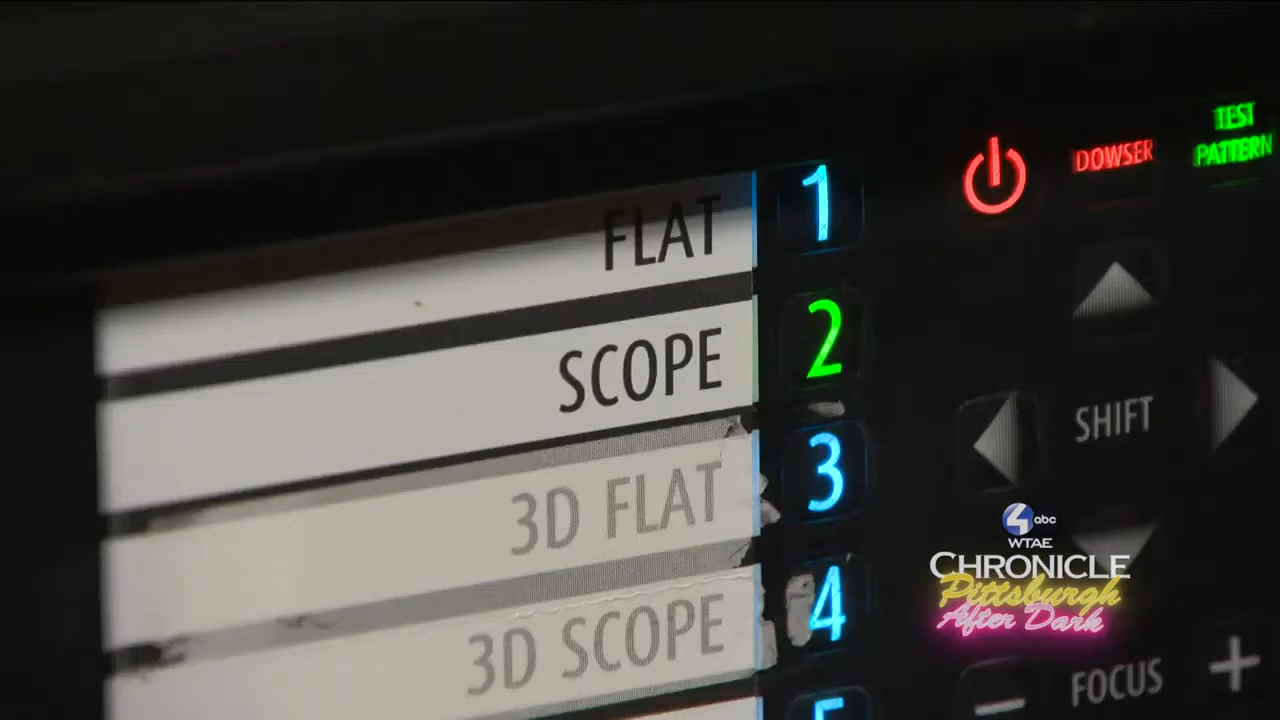 FLAT 1
SCOPE 2
3D FLAT 3
3D SCOPE 4
5
DOWSER
TEST
PATTERN
SHIFT
FOCUS
4 abc
WTAE
CHRONICLE
Pittsburgh
After Dark